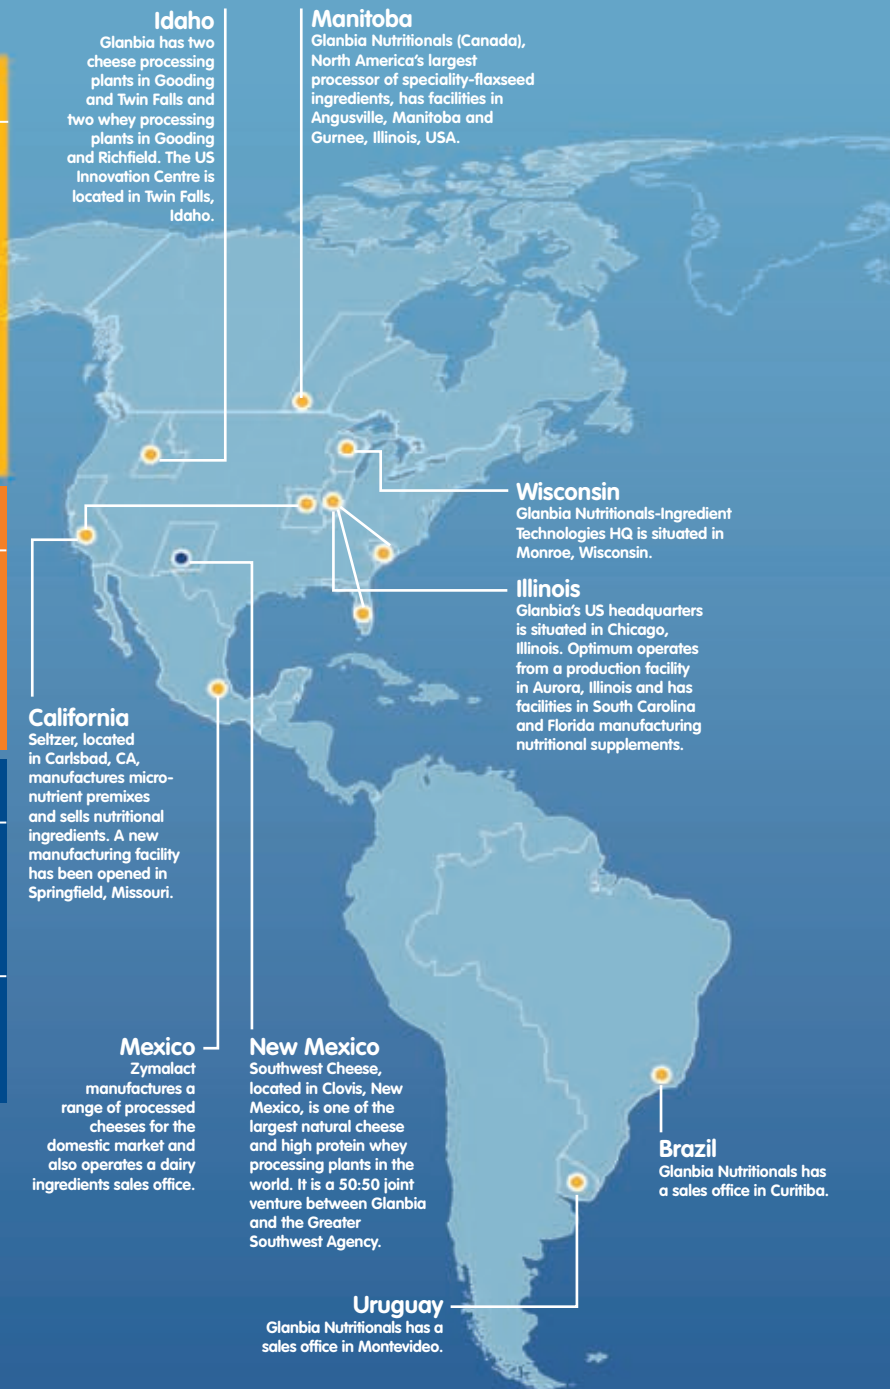 Idaho
Glanbia has two
cheese processing
plants in Gooding
and Twin Falls and
two whey processing
plants in Gooding
and Richfield. The US
Innovation Centre is
located in Twin Falls,
Idaho.
Manitoba
Glanbia Nutritionals (Canada),
North America's largest
processor of speciality-flaxseed
ingredients, has facilities in
Angusville, Manitoba and
Gurnee, Illinois, USA.
Wisconsin
Glanbia Nutritionals-Ingredient
Technologies HQ is situated in
Monroe, Wisconsin.
Illinois
Glanbia's US headquarters
is situated in Chicago,
Illinois. Optimum operates
from a production facility
in Aurora, Illinois and has
facilities in South Carolina
and Florida manufacturing
nutritional supplements.
California
Seltzer, located
in Carlsbad, CA,
manufactures micro-
nutrient premixes
and sells nutritional
ingredients. A new
manufacturing facility
has been opened in
Springfield, Missouri.
Mexico
Zymalact
manufactures a
range of processed
cheeses for the
domestic market and
also operates a dairy
ingredients sales office.
New Mexico
Southwest Cheese,
located in Clovis, New
Mexico, is one of the
largest natural cheese
and high protein whey
processing plants in the
world. It is a 50:50 joint
venture between Glanbia
and the Greater
Southwest Agency.
Brazil
Glanbia Nutritionals has
a sales office in Curitiba.
Uruguay
Glanbia Nutritionals has a
sales office in Montevideo.